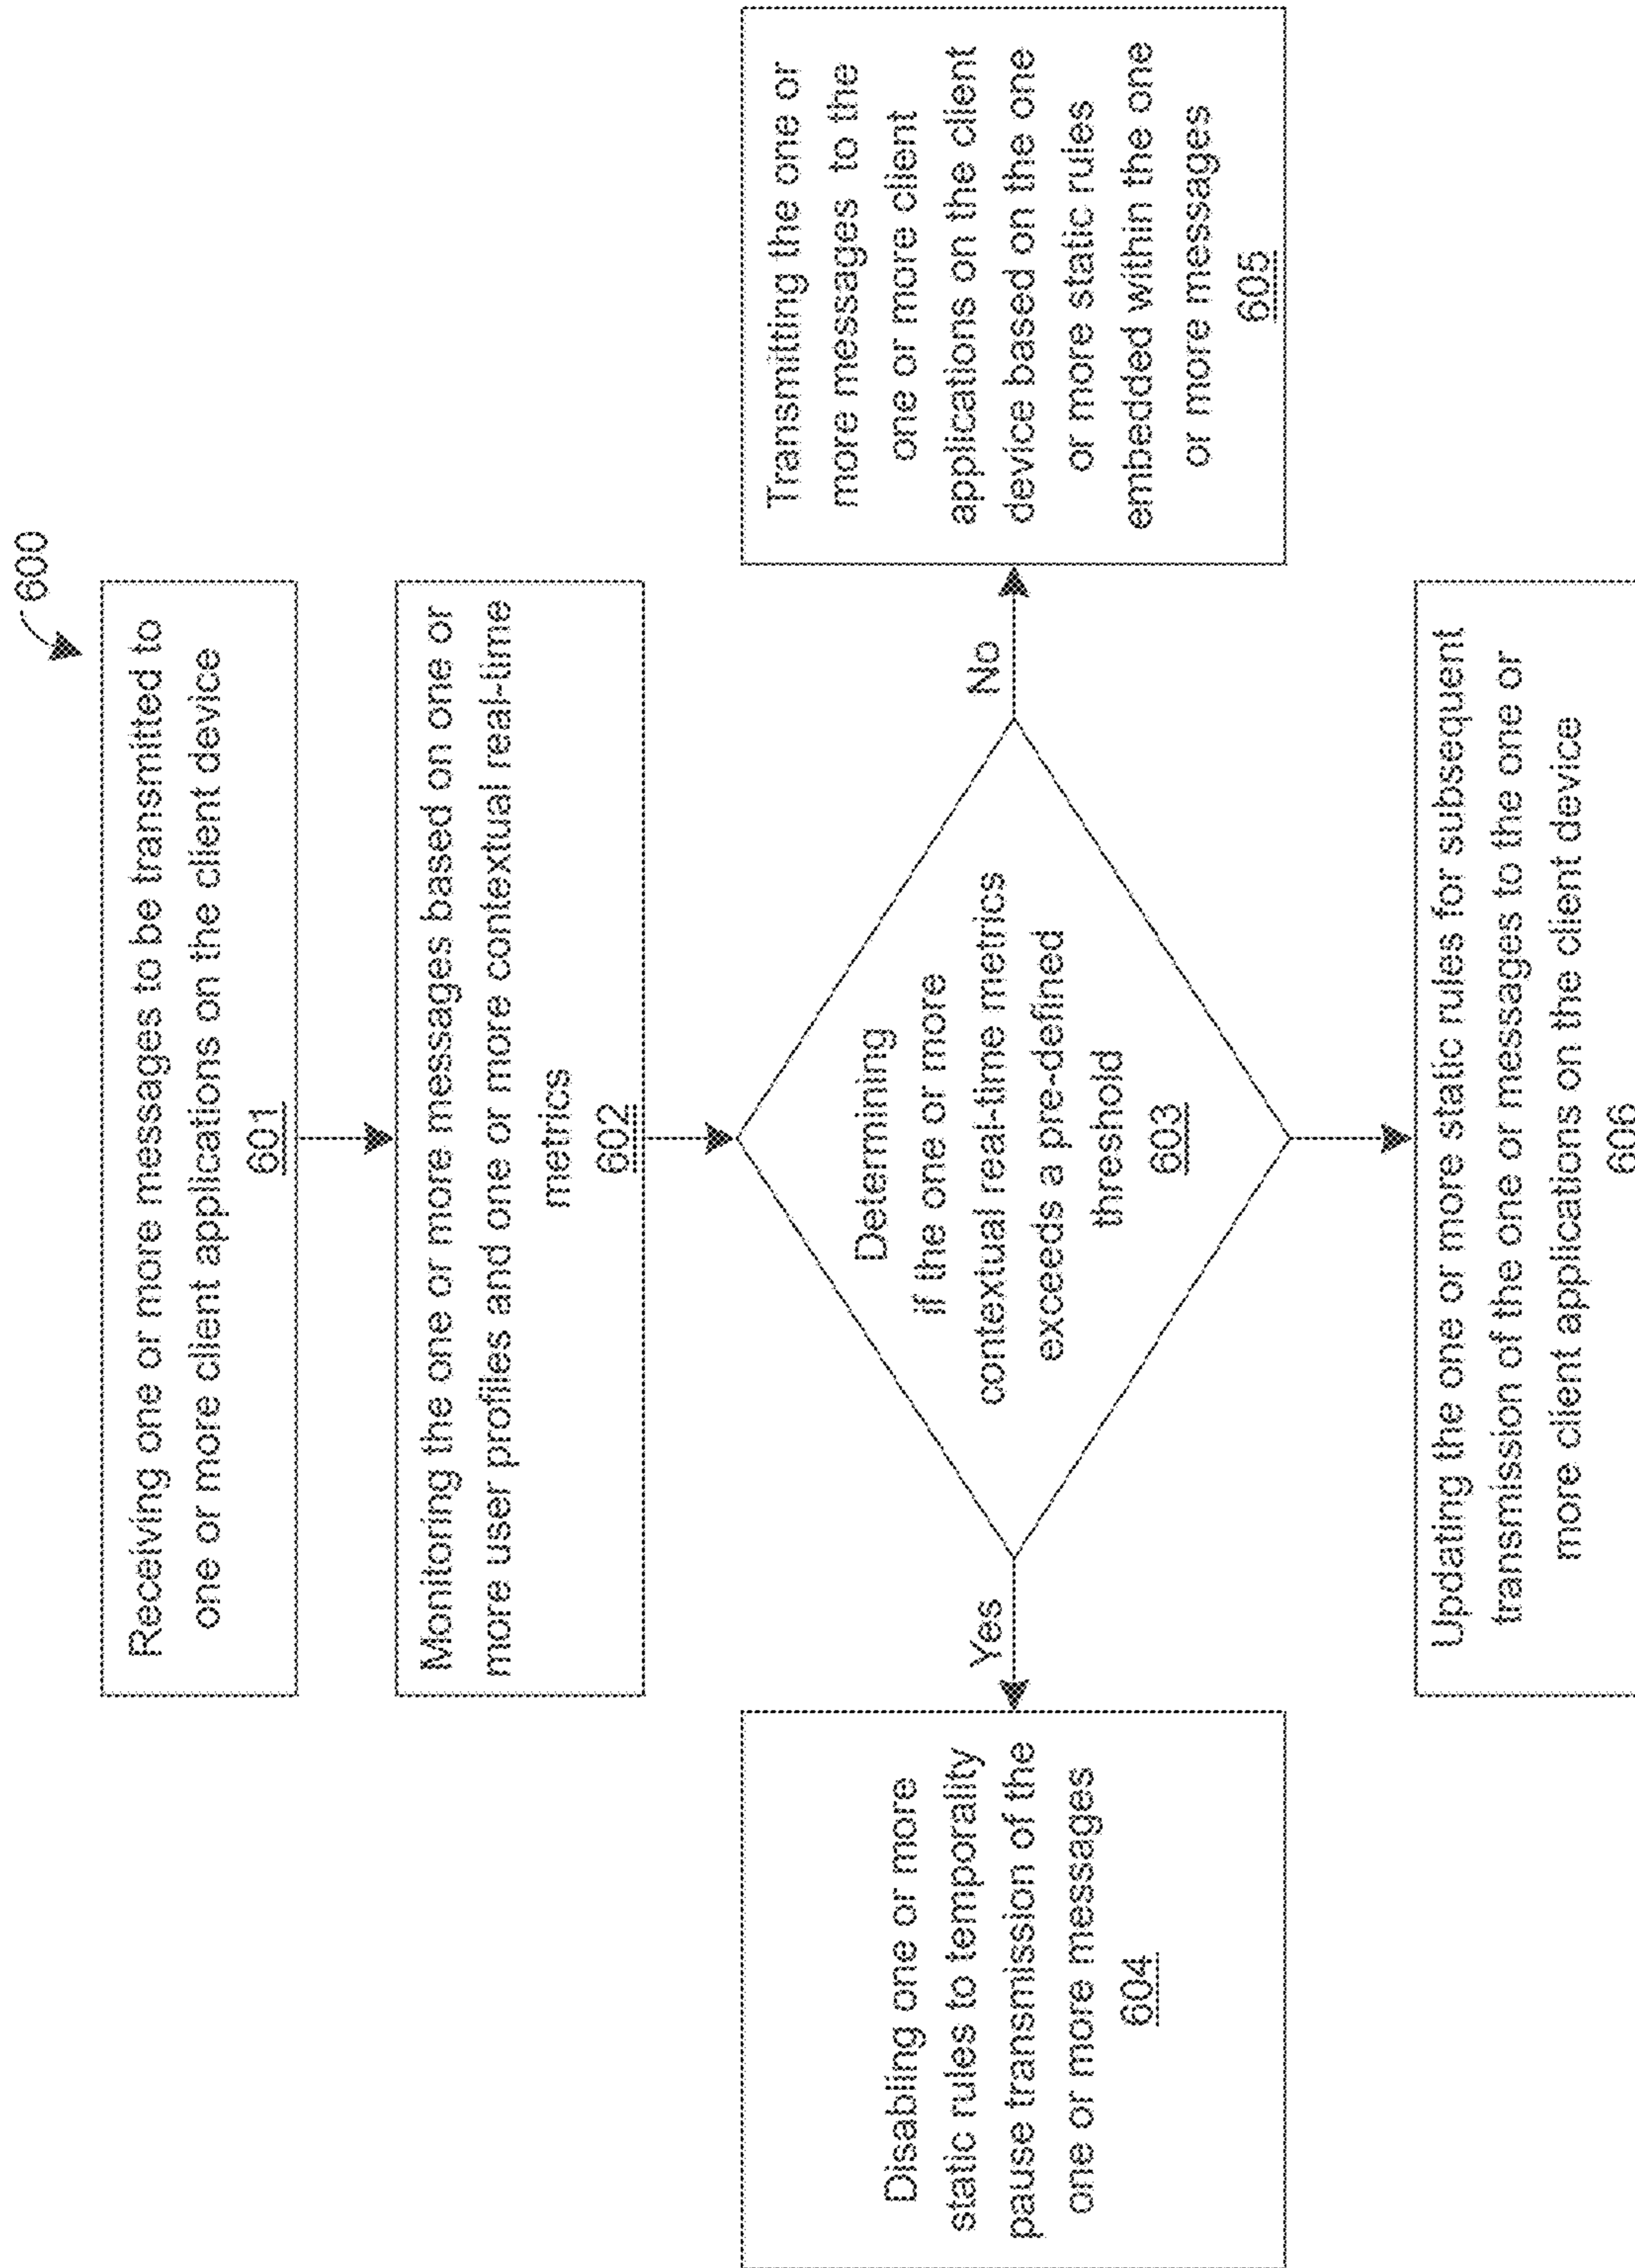 600
Receiving one or more messages to be transmitted to
one or more client applications on the client device
601
Monitoring the one or more messages based on one or
more user profiles and one or more contextual real-time
metrics
602
Determining
if the one or more
contextual real-time metrics
exceeds a pre-defined
threshold
603
Yes
No
Disabling one or more
static rules to temporality
pause transmission of the
one or more messages
604
Transmitting the one or
more messages to the
one or more client
applications on the client
device based on the one
or more static rules
embedded within the one
or more messages
605
Updating the one or more static rules for subsequent
transmission of the one or messages to the one or
more client applications on the client device
606